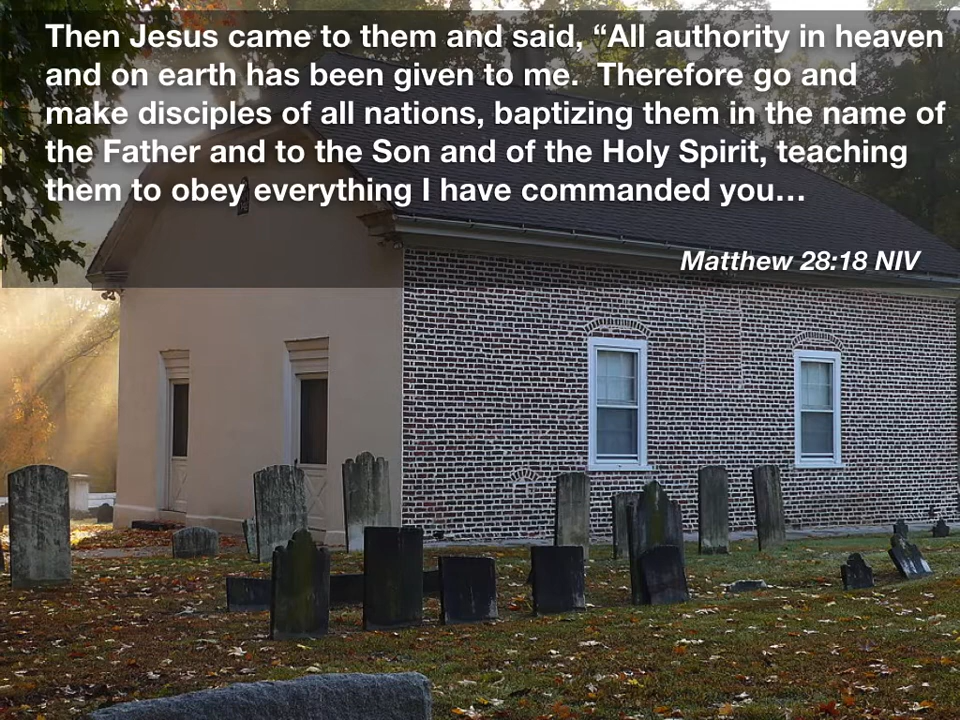 Then Jesus came to them and said, “All authority in heaven
and on earth has been given to me.  Therefore go and
make disciples of all nations, baptizing them in the name of
the Father and to the Son and of the Holy Spirit, teaching
them to obey everything I have commanded you…
Matthew 28:18 NIV